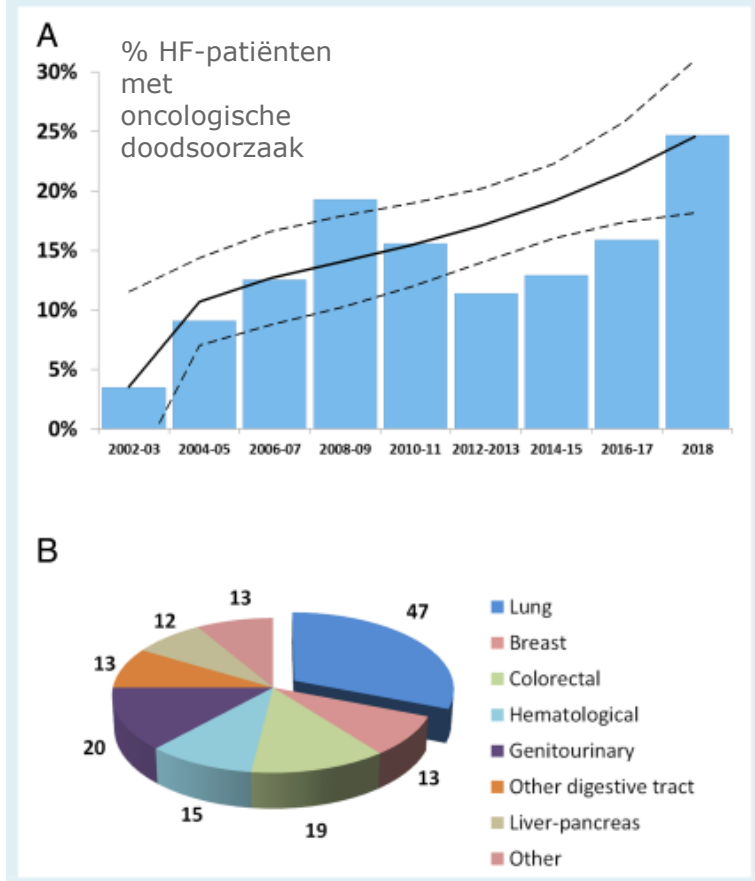 A
% HF-patiënten
met
oncologische
doodsoorzaak
30%
25%
20%
15%
10%
5%
0%
2002-03 2004-05 2006-07 2008-09 2010-11 2012-2013 2014-15 2016-17 2018
B
47
13
19
15
20
13
12
13
Lung
Breast
Colorectal
Hematological
Genitourinary
Other digestive tract
Liver-pancreas
Other